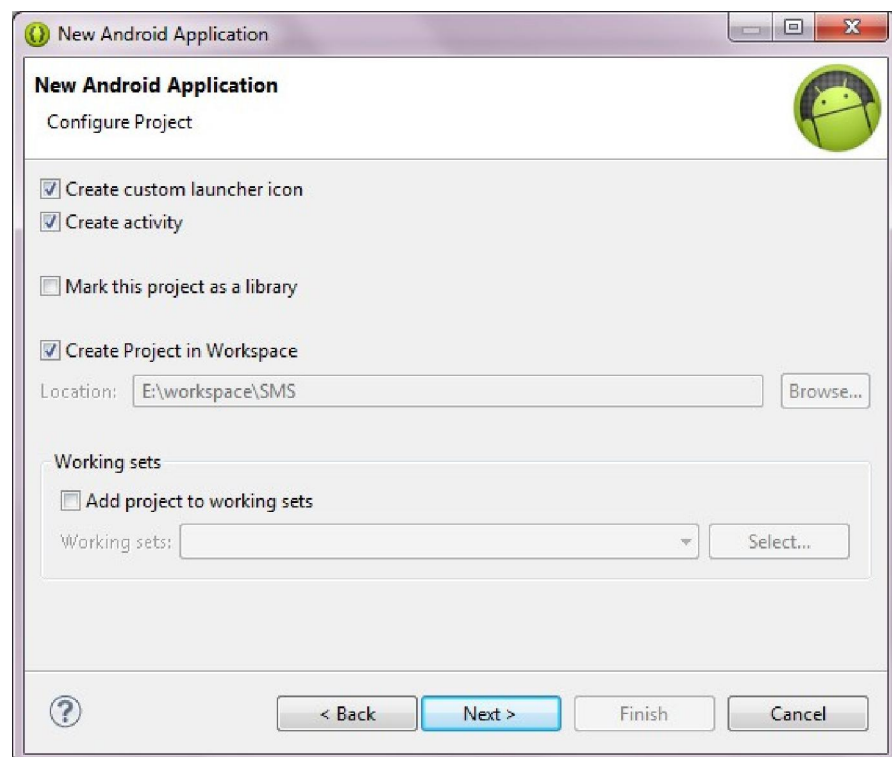 New Android Application
New Android Application
Configure Project
Create custom launcher icon
Create activity
Mark this project as a library
Create Project in Workspace
Location: E:\workspace\SMS Browse...
Working sets
Add project to working sets
Working sets: Select...
? < Back Next > Finish Cancel